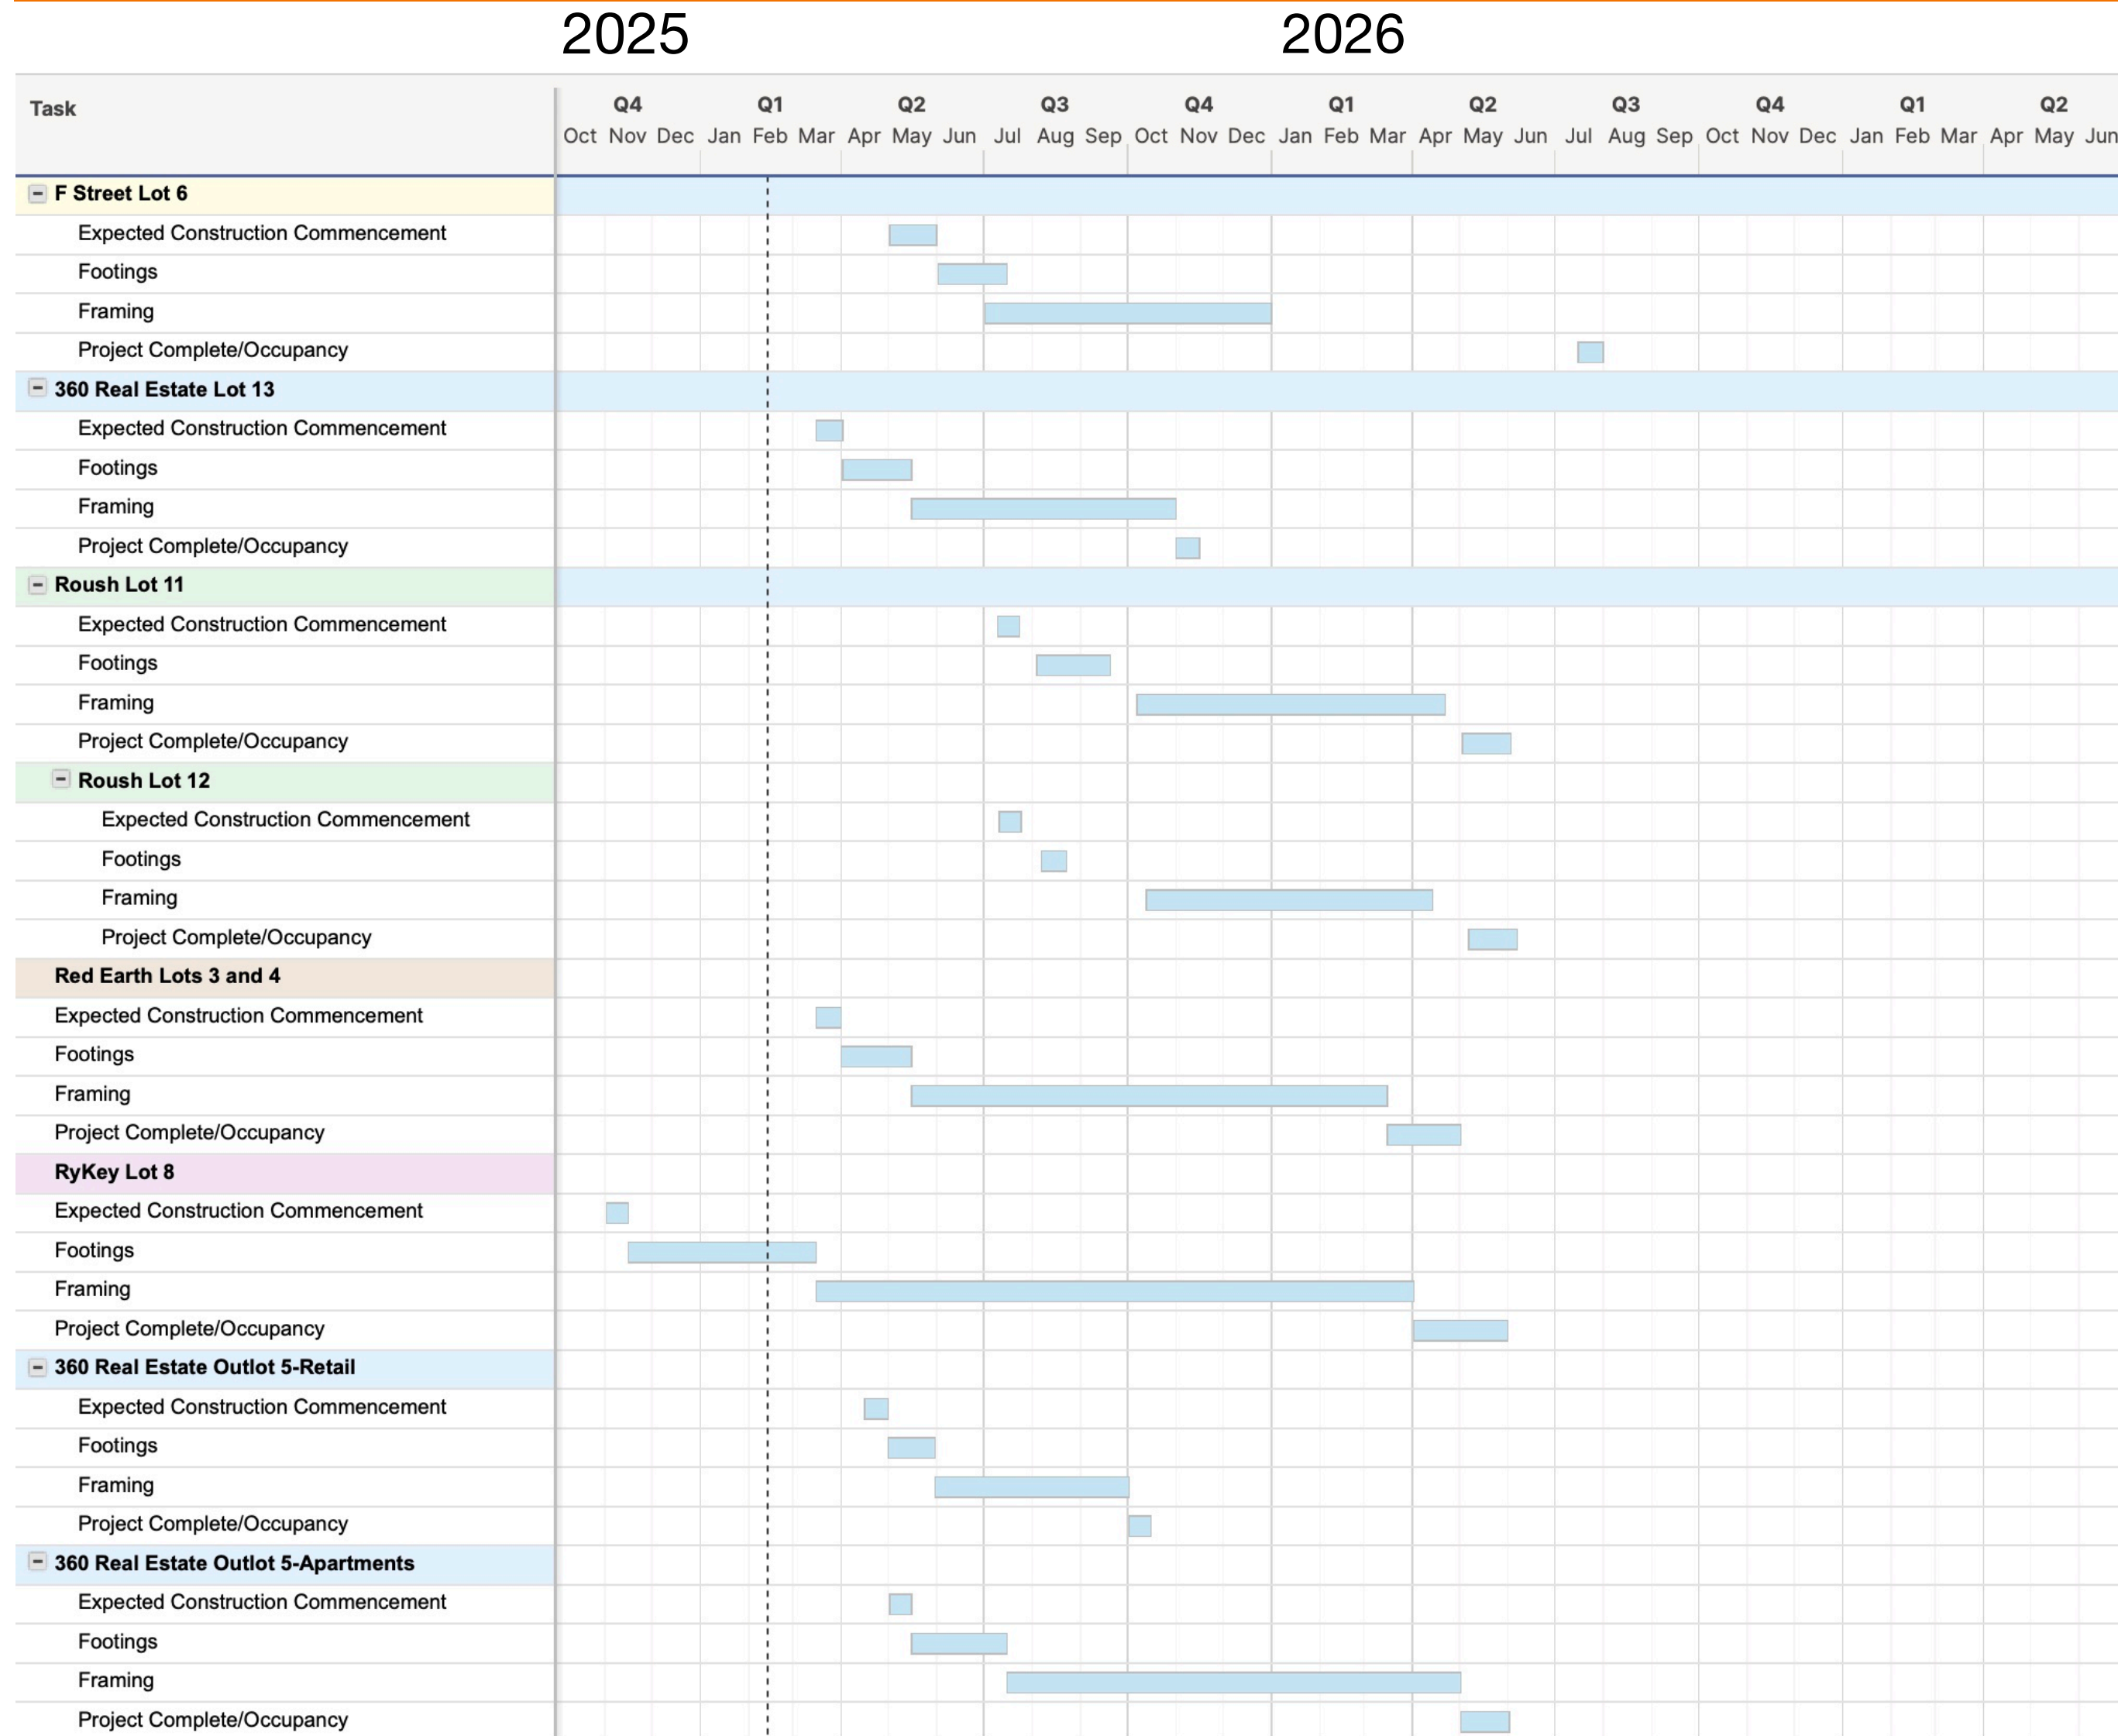 2025 2026
Task
Q4 Q1 Q2 Q3 Q4 Q1 Q2 Q3 Q4 Q1 Q2
Oct Nov Dec Jan Feb Mar Apr May Jun Jul Aug Sep Oct Nov Dec Jan Feb Mar Apr May Jun Jul Aug Sep Oct Nov Dec Jan Feb Mar Apr May Jun
F Street Lot 6
Expected Construction Commencement
Footings
Framing
Project Complete/Occupancy
360 Real Estate Lot 13
Expected Construction Commencement
Footings
Framing
Project Complete/Occupancy
Roush Lot 11
Expected Construction Commencement
Footings
Framing
Project Complete/Occupancy
Roush Lot 12
Expected Construction Commencement
Footings
Framing
Project Complete/Occupancy
Red Earth Lots 3 and 4
Expected Construction Commencement
Footings
Framing
Project Complete/Occupancy
RyKey Lot 8
Expected Construction Commencement
Footings
Framing
Project Complete/Occupancy
360 Real Estate Outlot 5-Retail
Expected Construction Commencement
Footings
Framing
Project Complete/Occupancy
360 Real Estate Outlot 5-Apartments
Expected Construction Commencement
Footings
Framing
Project Complete/Occupancy